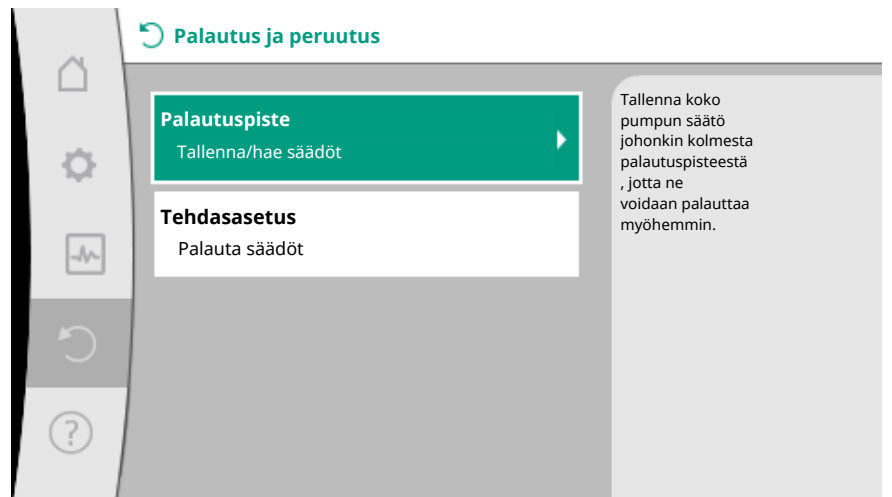 Palautus ja peruutus
Palautuspiste
Tallenna/hae säädöt
Tehdasasetus
Palauta säädöt
Tallenna koko
pumpun säätö
johonkin kolmesta
palautuspisteestä
, jotta ne
voidaan palauttaa
myöhemmin.
?